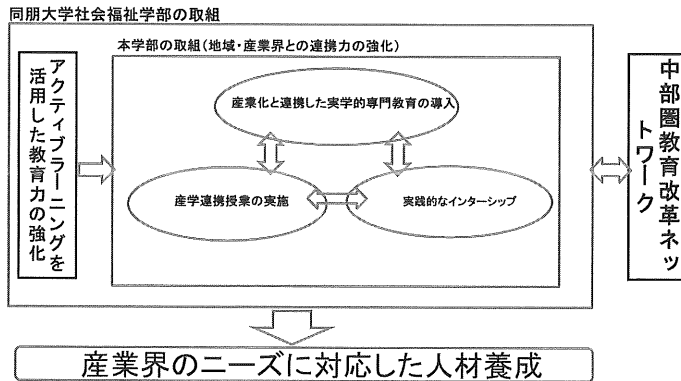 同朋大学社会福祉学部の取組
本学部の取組(地域・産業界との連携力の強化)
アクティブラーニングを
活用した教育力の強化
産業化と連携した実学的専門教育の導入
産学連携授業の実施
実践的なインターシップ
中部圏教育改革ネッ
トワーク
産業界のニーズに対応した人材養成